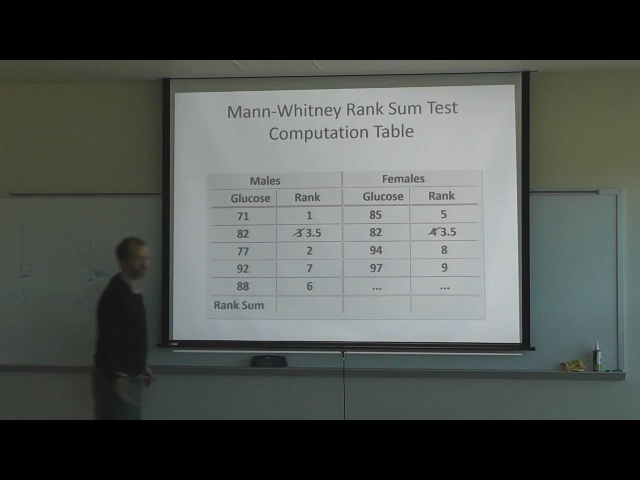 Mann-Whitney Rank Sum Test
Computation Table
Males Females
Glucose Rank Glucose Rank
71 1 85 5
82 3 3.5 82 4 3.5
77 2 94 8
92 7 97 9
88 6 ... ...
Rank Sum